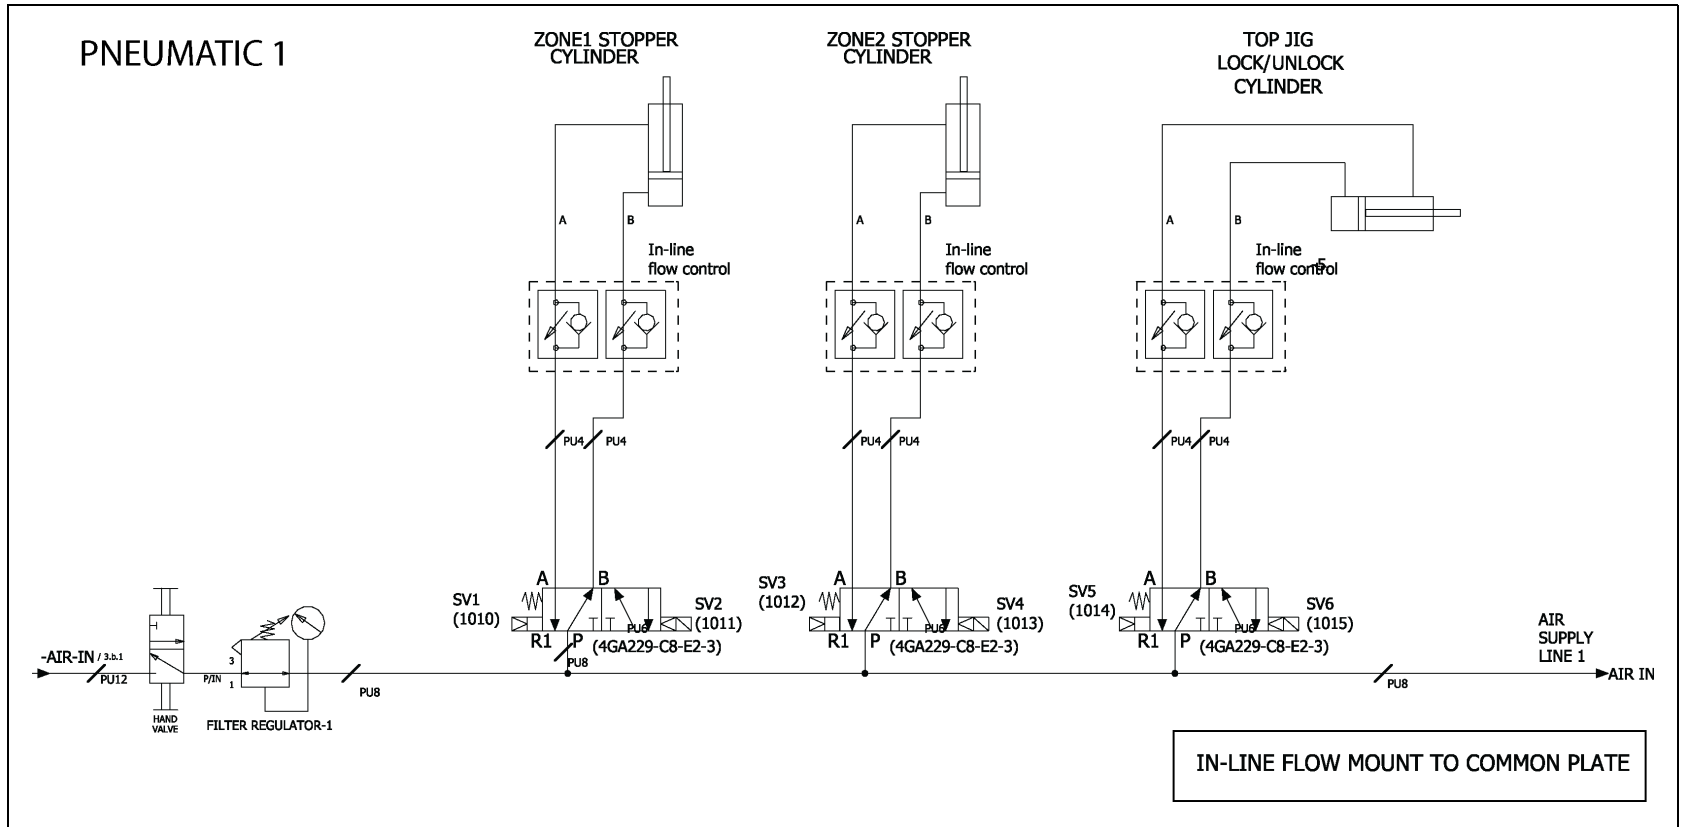 PNEUMATIC 1
ZONE1 STOPPER
CYLINDER
ZONE2 STOPPER
CYLINDER
TOP JIG
LOCK/UNLOCK
CYLINDER
A
B
A
B
A
B
In-line
flow control
In-line
flow control
In-line
flow control
-5
PU4
PU4
PU4
PU4
PU4
PU4
A
B
SV1
(1010)
SV2
(1011)
R1
P
PU6
(4GA229-C8-E2-3)
PU8
A
B
SV3
(1012)
SV4
(1013)
R1
P
PU6
(4GA229-C8-E2-3)
A
B
SV5
(1014)
SV6
(1015)
R1
P
PU6
(4GA229-C8-E2-3)
AIR
SUPPLY
LINE 1
-AIR-IN / 3.b.1
PU12
HAND
VALVE
P/IN
3
1
FILTER REGULATOR-1
PU8
PU8
AIR IN
IN-LINE FLOW MOUNT TO COMMON PLATE